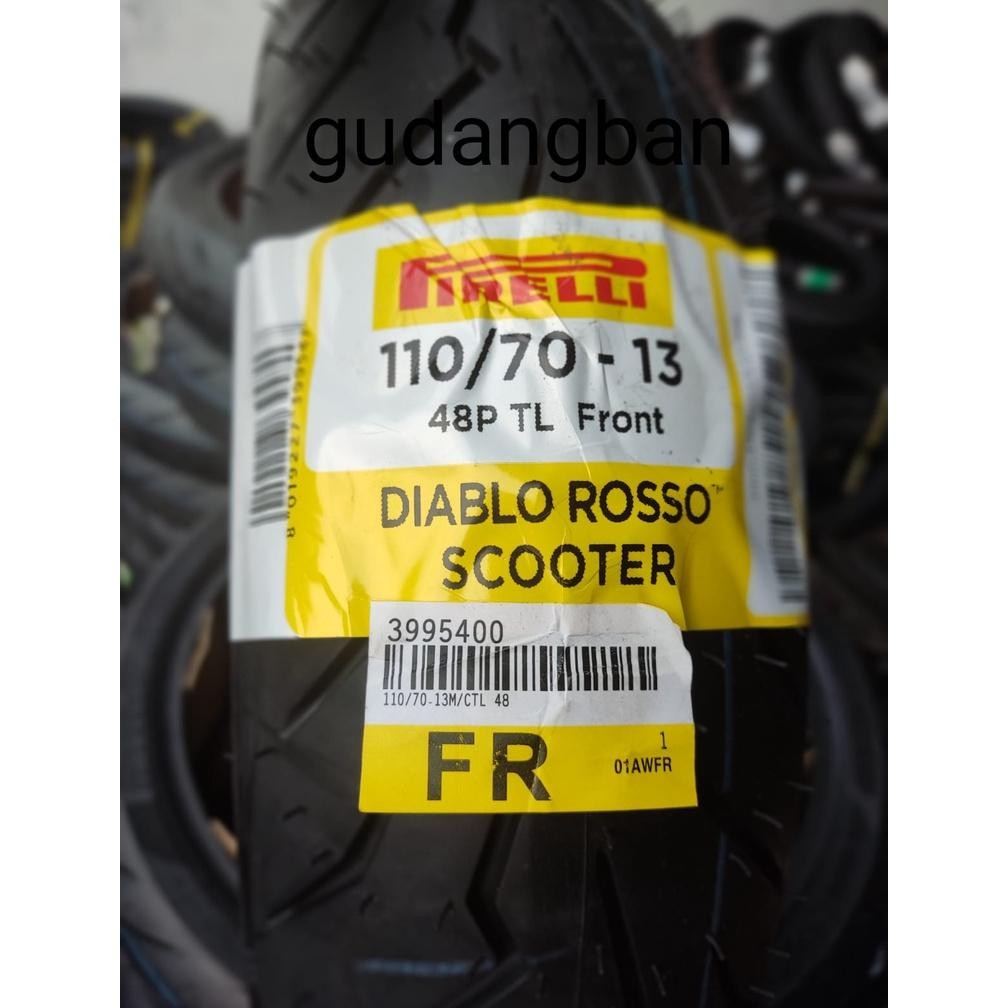 gudangban
PIRELLI
110/70 - 13
48P TL Front
DIABLO ROSSO™
SCOOTER
3995400
110/70-13M/CTL 48
FR
1
01AWFR